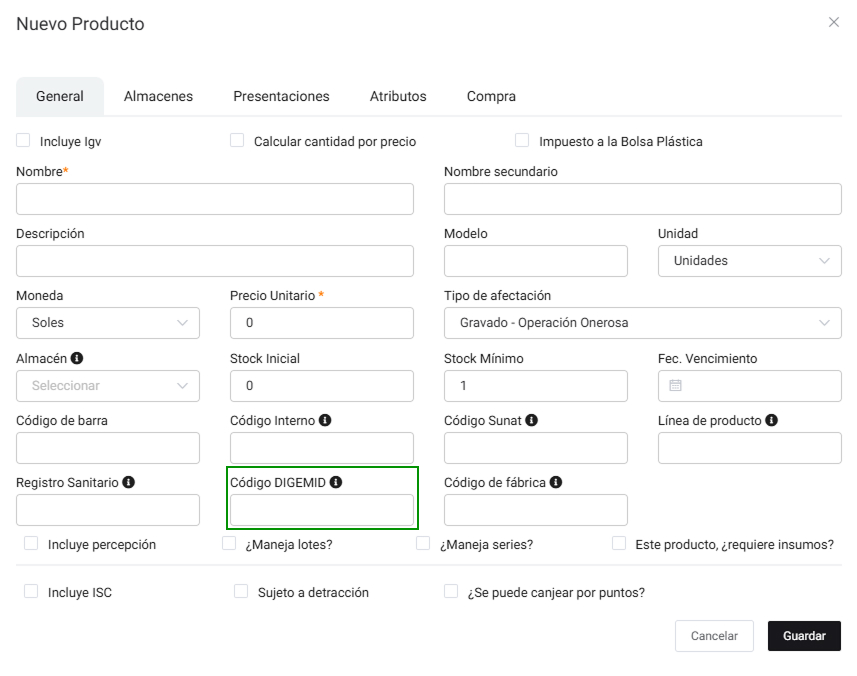 Nuevo Producto
General Almacenes Presentaciones Atributos Compra
Incluye Igv Calcular cantidad por precio Impuesto a la Bolsa Plástica
Nombre* Nombre secundario
Descripción Modelo Unidad
Unidades
Moneda Precio Unitario * Tipo de afectación
Soles 0 Gravado - Operación Onerosa
Almacén Stock Inicial Stock Mínimo Fec. Vencimiento
Seleccionar 0 1
Código de barra Código Interno Código Sunat Línea de producto
Registro Sanitario Código DIGEMID Código de fábrica
Incluye percepción ¿Maneja lotes? ¿Maneja series? Este producto, ¿requiere insumos?
Incluye ISC Sujeto a detracción ¿Se puede canjear por puntos?
Cancelar Guardar